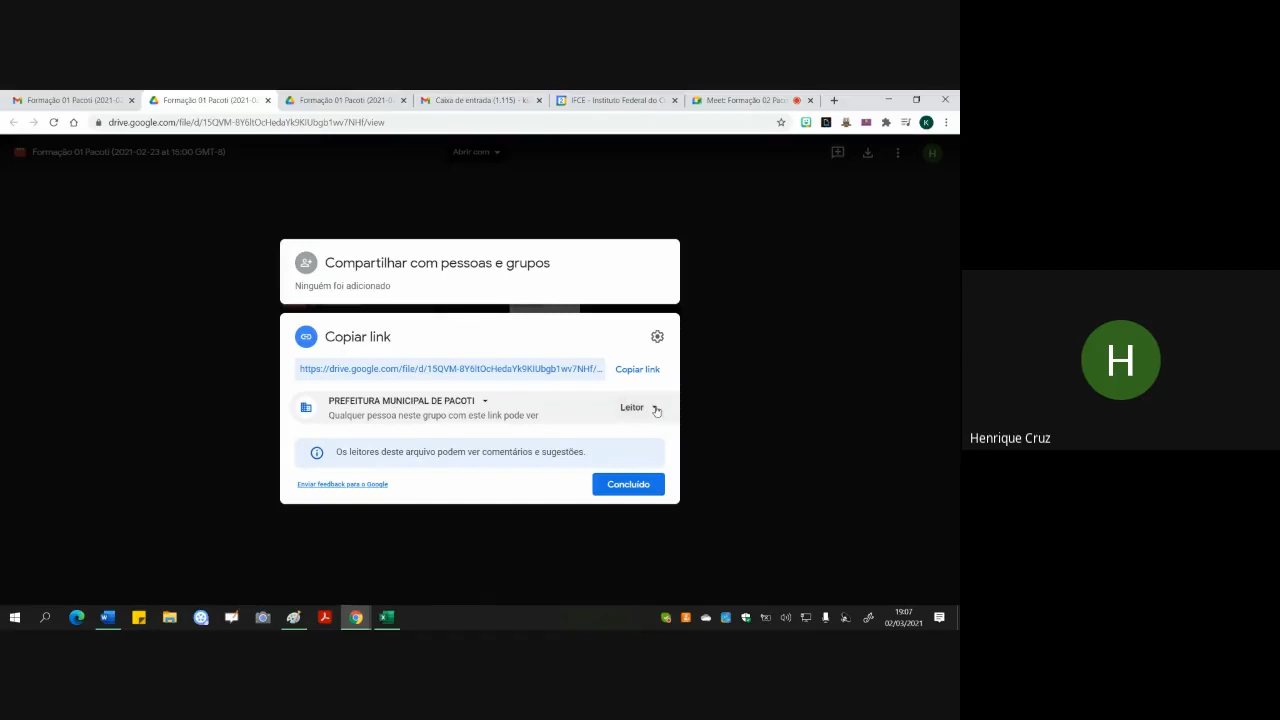 Formação 01 Pacoti (2021-0
Formação 01 Pacoti (2021-0
Formação 01 Pacoti (2021-0
Caixa de entrada (1.115) - k
IFCE - Instituto Federal do C
Meet: Formação 02 Paco
drive.google.com/file/d/15QVM-8Y6ltOcHedaYk9KIUbgb1wv7NHf/view
K
Formação 01 Pacoti (2021-02-23 at 15:00 GMT-8)
Abrir com
H
Compartilhar com pessoas e grupos
Ninguém foi adicionado
Copiar link
https://drive.google.com/file/d/15QVM-8Y6ltOcHedaYk9KIUbgb1wv7NHf/...
Copiar link
PREFEITURA MUNICIPAL DE PACOTI
Qualquer pessoa neste grupo com este link pode ver
Leitor
Os leitores deste arquivo podem ver comentários e sugestões.
Enviar feedback para o Google
Concluído
H
Henrique Cruz
19:07
02/03/2021